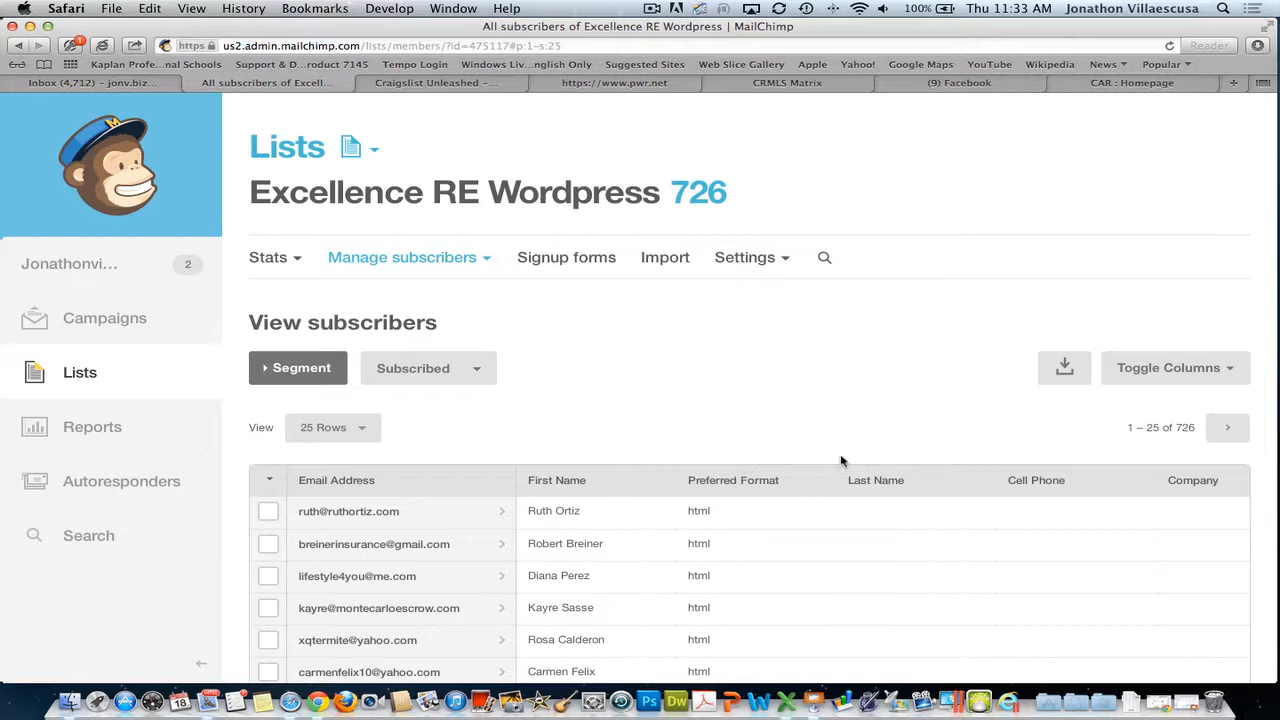 Safari File Edit View History Bookmarks Develop Window Help 100% Thu 11:33 AM Jonathon Villaescusa
All subscribers of Excellence RE Wordpress | MailChimp
https us2.admin.mailchimp.com/lists/members/?id=475117#p:1-s:25 Reader
Kaplan Profe...nal Schools Support & D...roduct 7145 Tempo Login Windows Liv...nglish Only Suggested Sites Web Slice Gallery Apple Yahoo! Google Maps YouTube Wikipedia News Popular
Inbox (4,712) – jonv.biz... All subscribers of Excell... Craigslist Unleashed –... https://www.pwr.net CRMLS Matrix (9) Facebook CAR : Homepage
Lists
Excellence RE Wordpress 726
Stats Manage subscribers Signup forms Import Settings
Jonathonvi... 2
Campaigns
Lists
Reports
Autoresponders
Search
View subscribers
Segment Subscribed Toggle Columns
View 25 Rows 1 – 25 of 726
Email Address First Name Preferred Format Last Name Cell Phone Company
ruth@ruthortiz.com Ruth Ortiz html
breinerinsurance@gmail.com Robert Breiner html
lifestyle4you@me.com Diana Perez html
kayre@montecarloescrow.com Kayre Sasse html
xqtermite@yahoo.com Rosa Calderon html
carmenfelix10@yahoo.com Carmen Felix html
18
Ps Dw